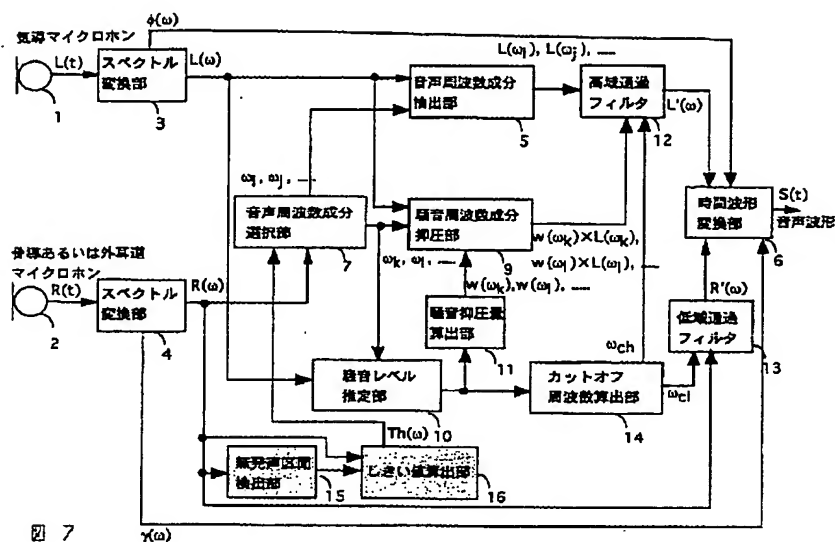 φ(ω)
気導マイクロホン
L(t)
1
スペクトル
変換部
3
L(ω)
音声周波数成分
検出部
5
L(ωi), L(ωj), .....
高域通過
フィルタ
12
L'(ω)
ωi, ωj, .....
音声周波数成分
選択部
7
騒音周波数成分
抑圧部
9
ωk, ωl, .....
w(ωk)×L(ωk),
w(ωl)×L(ωl), .....
時間波形
変換部
6
S(t)
音声波形
骨導あるいは外耳道
マイクロホン
R(t)
2
スペクトル
変換部
4
R(ω)
w(ωk),w(ωl), .....
騒音抑圧量
算出部
11
R'(ω)
低域通過
フィルタ
13
騒音レベル
推定部
10
カットオフ
周波数算出部
14
ωch
ωcl
Th(ω)
無発声区間
検出部
15
しきい値算出部
16
図 7
γ(ω)